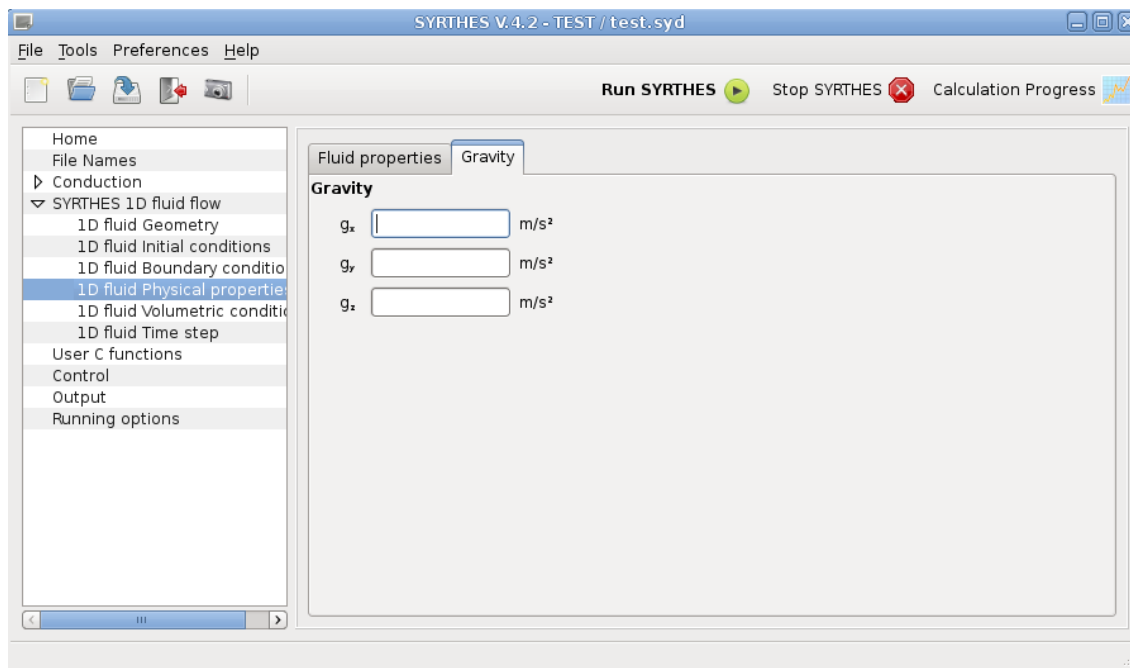 SYRTHES V.4.2 - TEST / test.syd
File Tools Preferences Help
Run SYRTHES Stop SYRTHES Calculation Progress
Home
File Names
Conduction
SYRTHES 1D fluid flow
1D fluid Geometry
1D fluid Initial conditions
1D fluid Boundary conditio
1D fluid Physical propertie
1D fluid Volumetric conditi
1D fluid Time step
User C functions
Control
Output
Running options
Fluid properties Gravity
Gravity
gₓ m/s²
gᵧ m/s²
g𝓏 m/s²